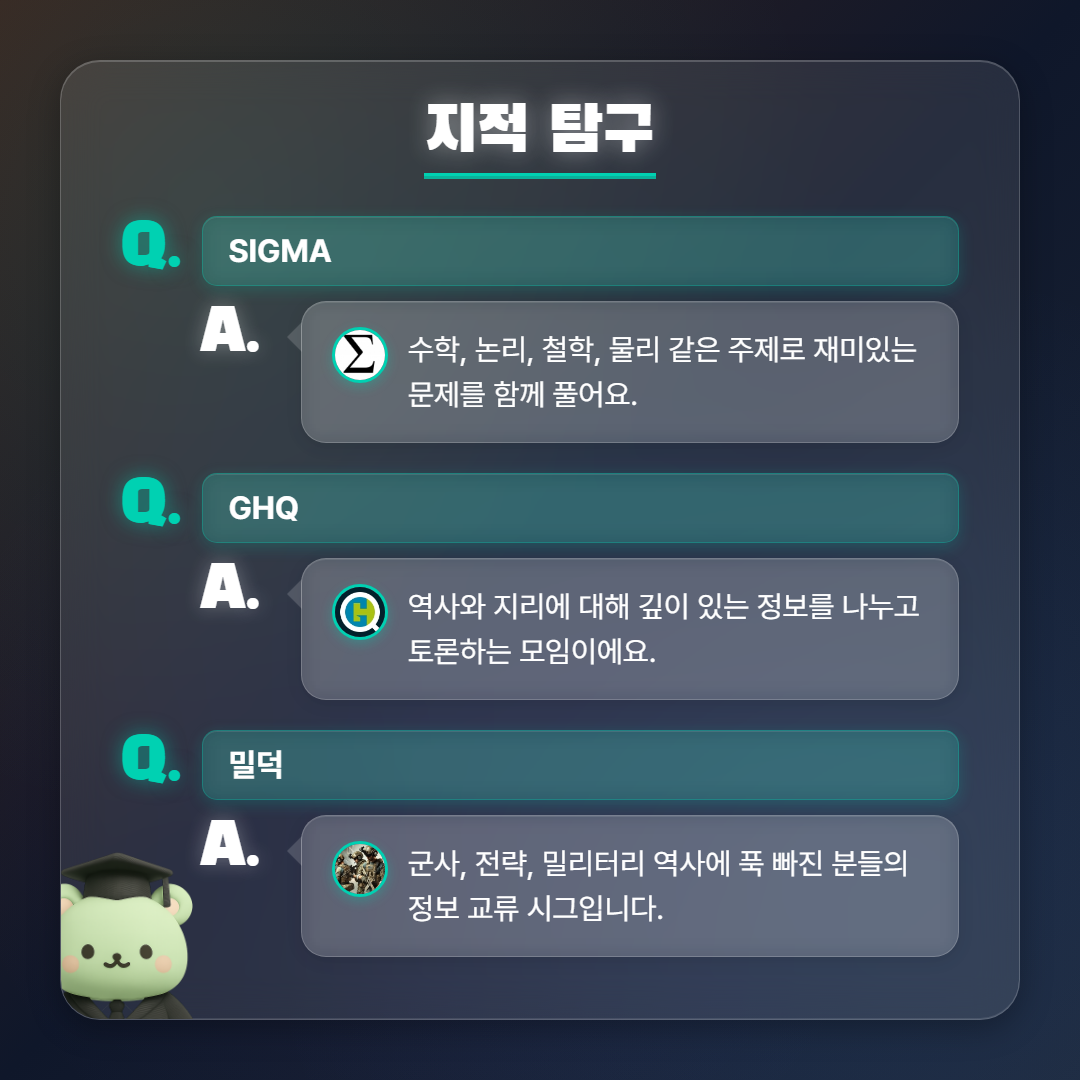 지적 탐구
Q.
SIGMA
A.
Σ
수학, 논리, 철학, 물리 같은 주제로 재미있는
문제를 함께 풀어요.
Q.
GHQ
A.
역사와 지리에 대해 깊이 있는 정보를 나누고
토론하는 모임이에요.
Q.
밀덕
A.
군사, 전략, 밀리터리 역사에 푹 빠진 분들의
정보 교류 시그입니다.